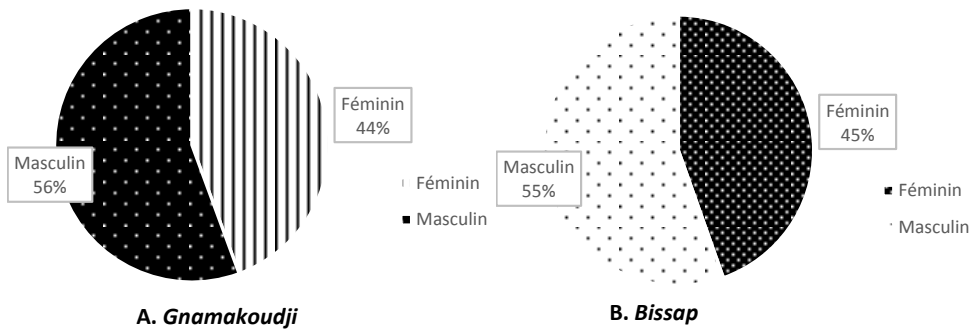 Féminin
44%
Masculin
56%
Féminin
Masculin
A. Gnamakoudji
Féminin
45%
Masculin
55%
Féminin
Masculin
B. Bissap